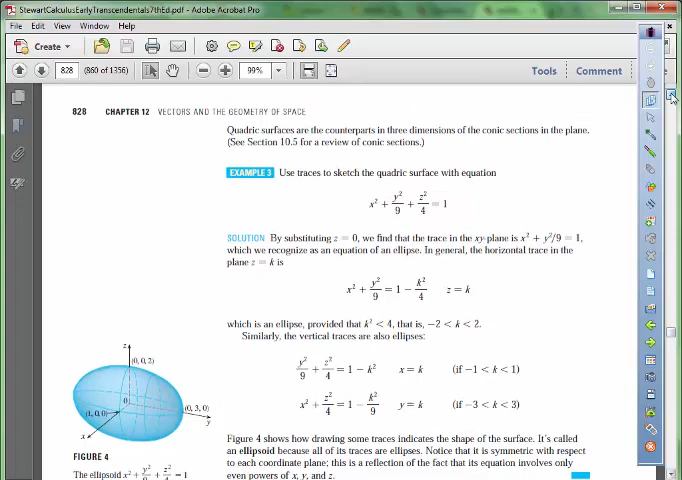 StewartCalculusEarlyTranscendentals7thEd.pdf - Adobe Acrobat Pro
File Edit View Window Help
Create
828 (860 of 1356) 99% Tools Comment
828 CHAPTER 12 VECTORS AND THE GEOMETRY OF SPACE
Quadric surfaces are the counterparts in three dimensions of the conic sections in the plane.
(See Section 10.5 for a review of conic sections.)
EXAMPLE 3 Use traces to sketch the quadric surface with equation
x² + y²/9 + z²/4 = 1
SOLUTION By substituting z = 0, we find that the trace in the xy-plane is x² + y²/9 = 1,
which we recognize as an equation of an ellipse. In general, the horizontal trace in the
plane z = k is
x² + y²/9 = 1 − k²/4 z = k
which is an ellipse, provided that k² < 4, that is, −2 < k < 2.
Similarly, the vertical traces are also ellipses:
y²/9 + z²/4 = 1 − k² x = k (if −1 < k < 1)
x² + z²/4 = 1 − k²/9 y = k (if −3 < k < 3)
z
(0, 0, 2)
0
(1, 0, 0)
(0, 3, 0)
x
y
FIGURE 4
The ellipsoid x² + y²/9 + z²/4 = 1
Figure 4 shows how drawing some traces indicates the shape of the surface. It's called
an ellipsoid because all of its traces are ellipses. Notice that it is symmetric with respect
to each coordinate plane; this is a reflection of the fact that its equation involves only
even powers of x, y, and z.